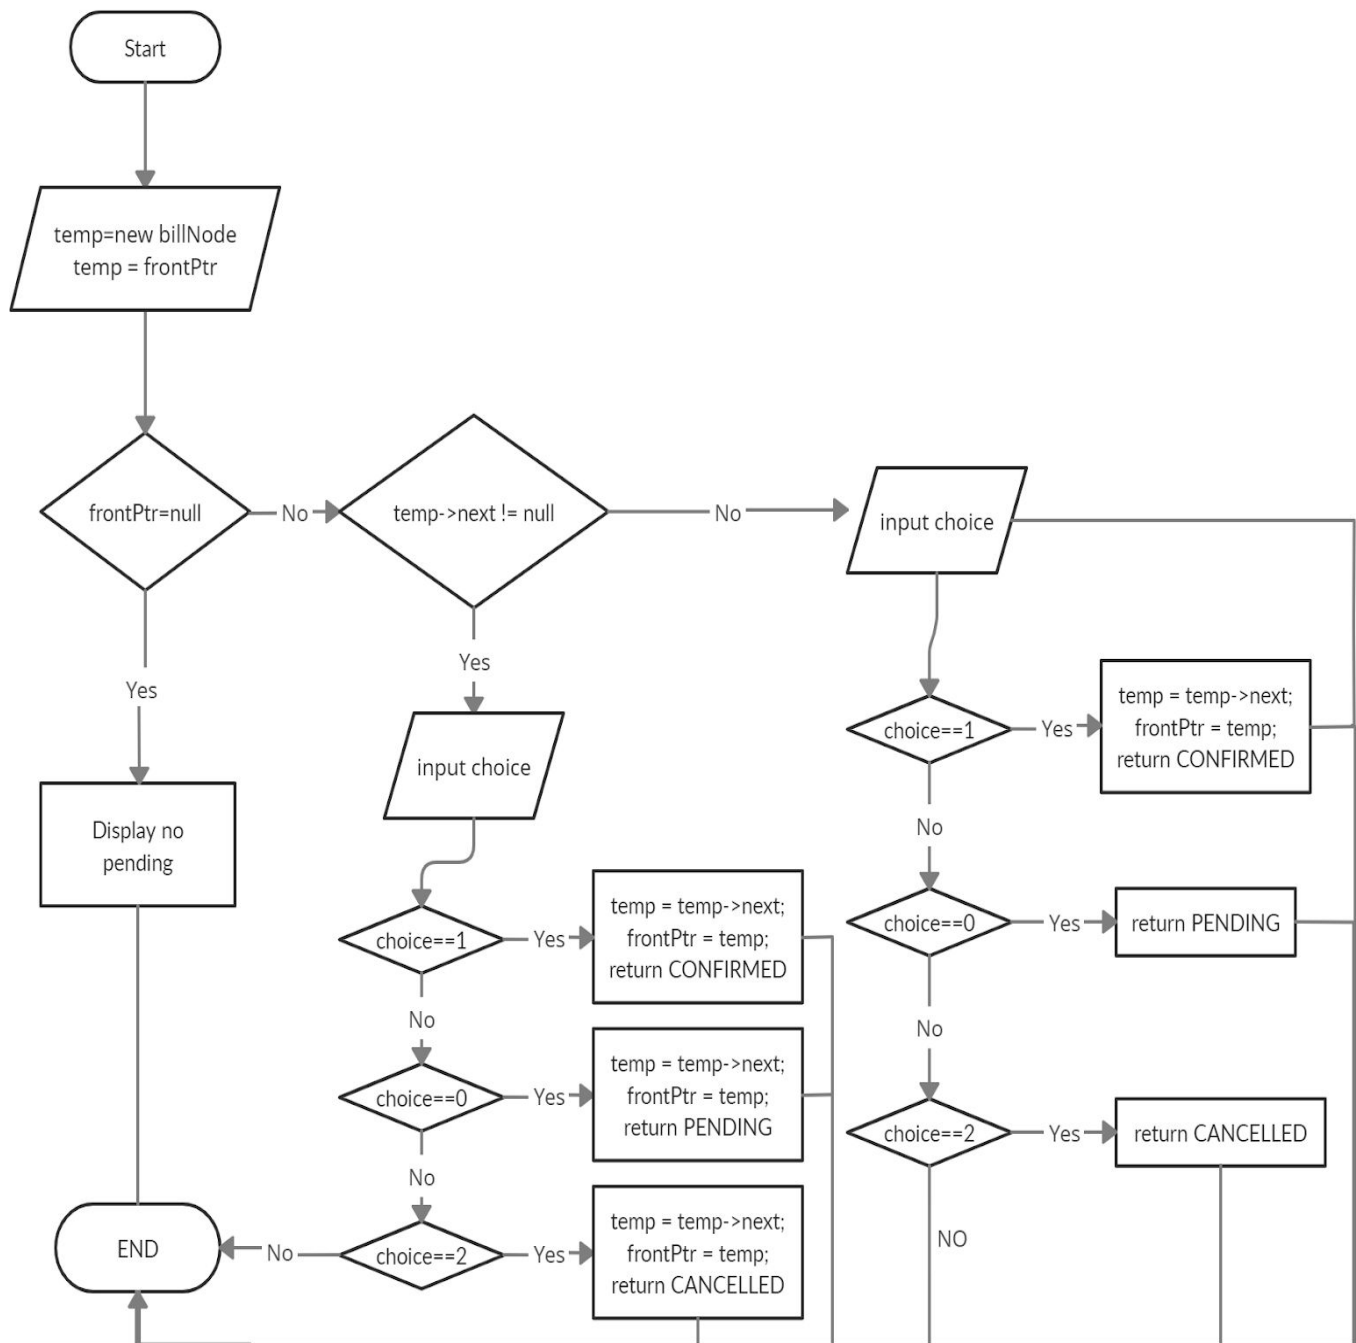 Start
temp=new billNode
temp = frontPtr
frontPtr=null
No
temp->next != null
No
input choice
Yes
Yes
input choice
choice==1
Yes
temp = temp->next;
frontPtr = temp;
return CONFIRMED
No
choice==0
Yes
return PENDING
No
choice==2
Yes
return CANCELLED
NO
Display no
pending
choice==1
Yes
temp = temp->next;
frontPtr = temp;
return CONFIRMED
No
choice==0
Yes
temp = temp->next;
frontPtr = temp;
return PENDING
No
choice==2
Yes
temp = temp->next;
frontPtr = temp;
return CANCELLED
No
END